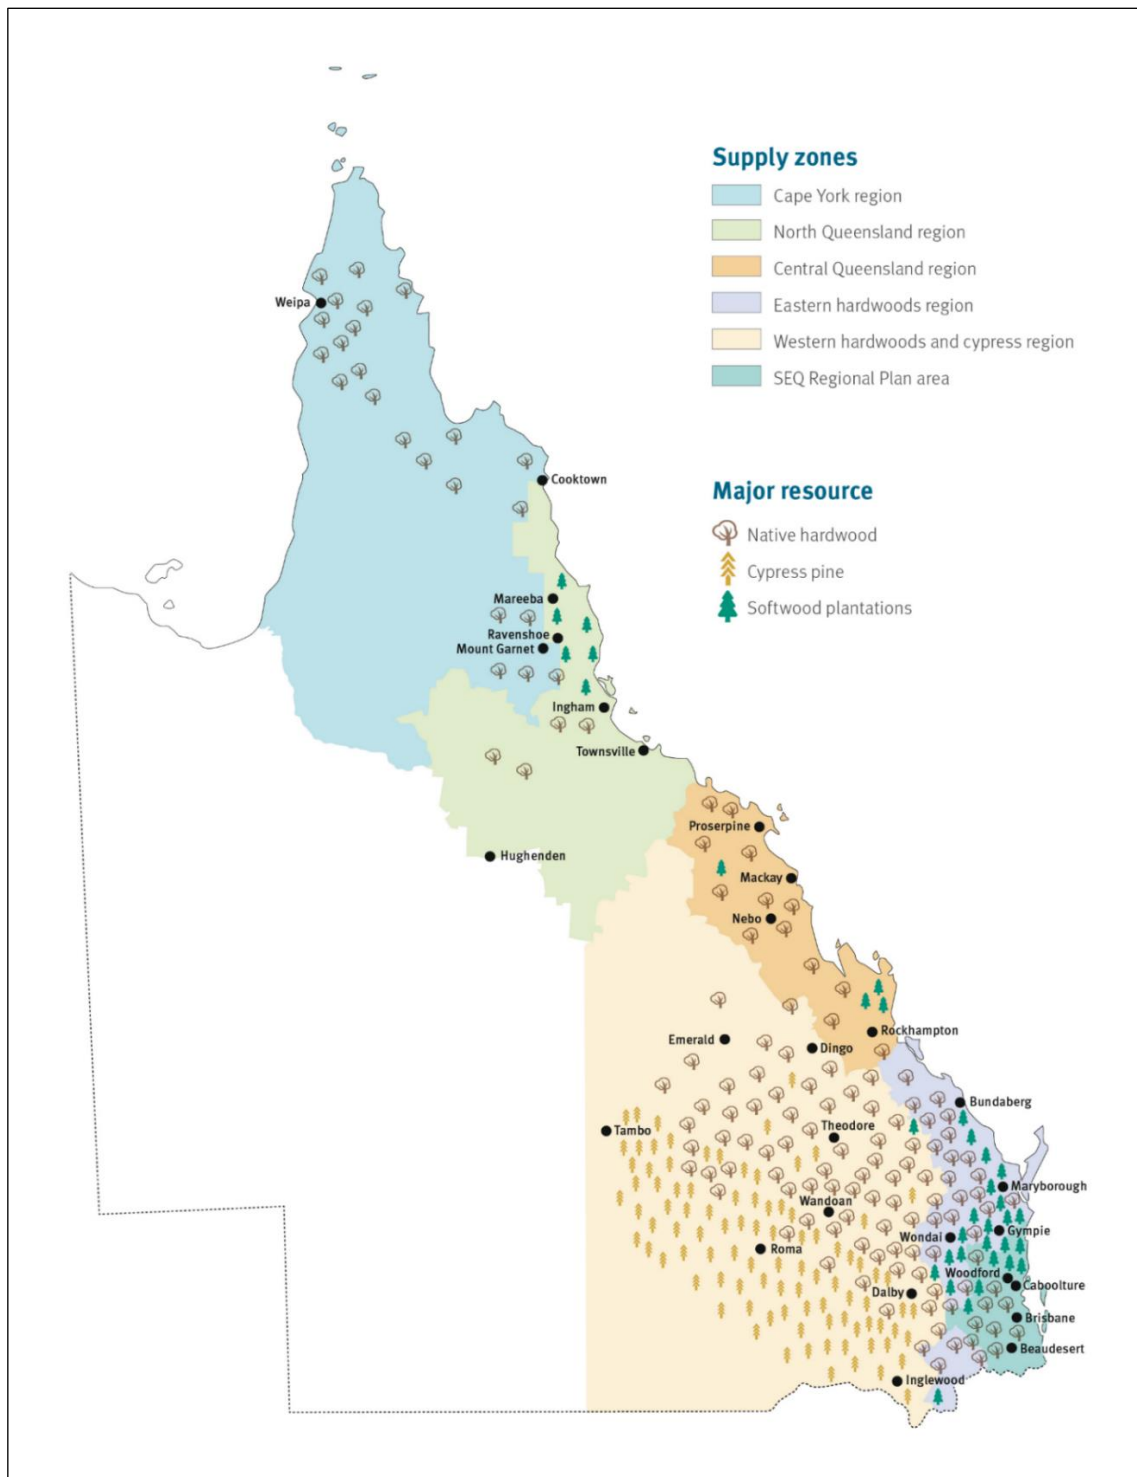 Supply zones
Cape York region
North Queensland region
Central Queensland region
Eastern hardwoods region
Western hardwoods and cypress region
SEQ Regional Plan area
Major resource
Native hardwood
Cypress pine
Softwood plantations
Weipa
Cooktown
Mareeba
Ravenshoe
Mount Garnet
Ingham
Townsville
Proserpine
Hughenden
Mackay
Nebo
Rockhampton
Emerald
Dingo
Bundaberg
Tambo
Theodore
Maryborough
Wandoan
Gympie
Wondai
Roma
Woodford
Caboolture
Dalby
Brisbane
Beaudesert
Inglewood